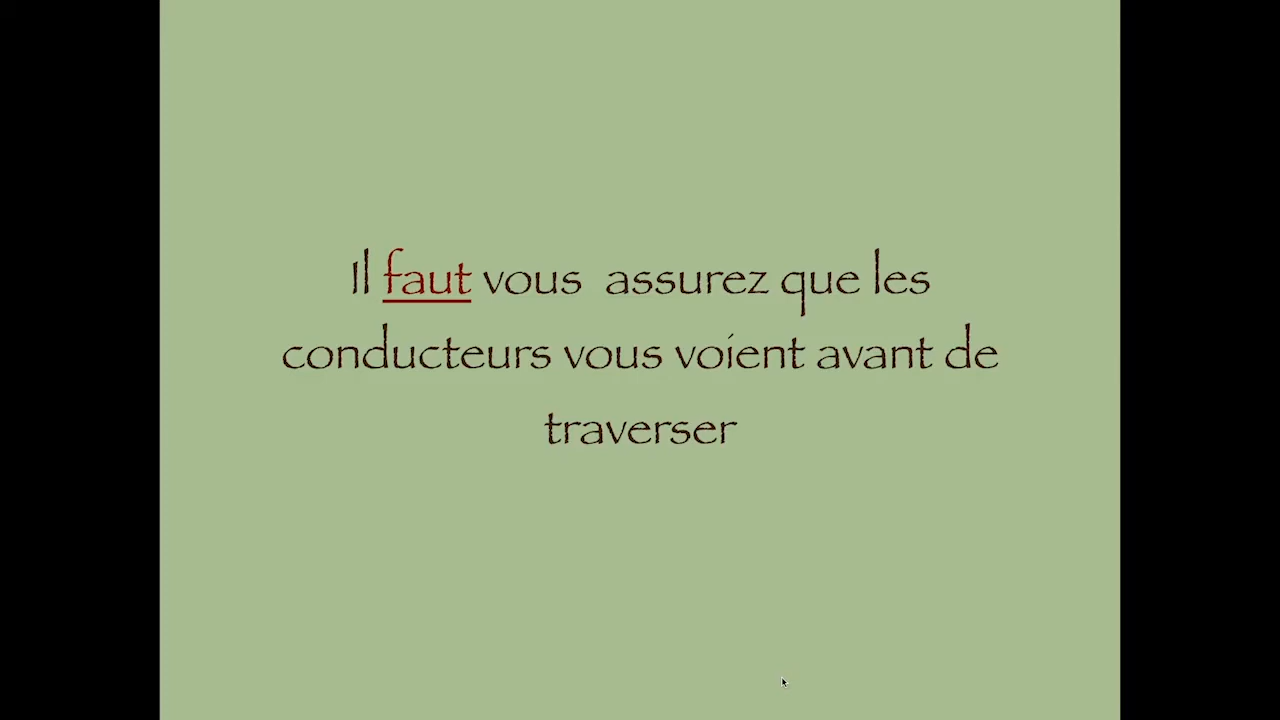 Il faut vous assurez que les
conducteurs vous voient avant de
traverser